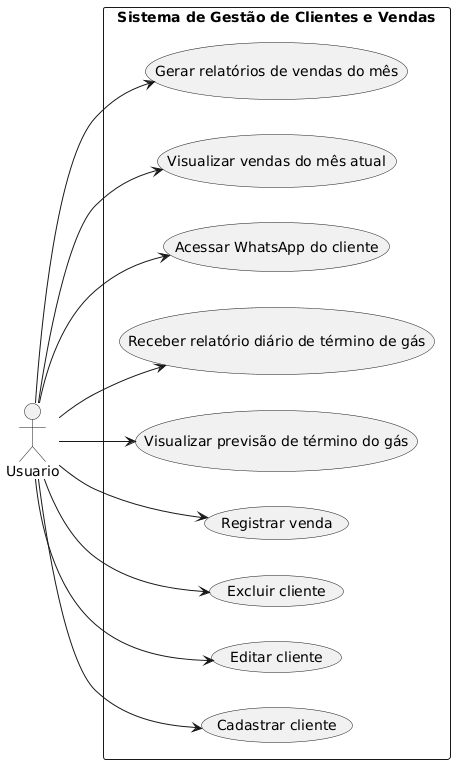 Sistema de Gestão de Clientes e Vendas
Gerar relatórios de vendas do mês
Visualizar vendas do mês atual
Acessar WhatsApp do cliente
Receber relatório diário de término de gás
Visualizar previsão de término do gás
Usuario
Registrar venda
Excluir cliente
Editar cliente
Cadastrar cliente